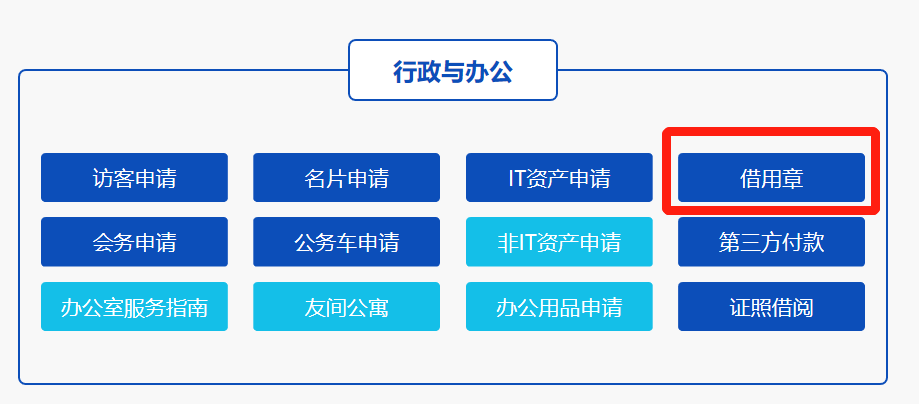 行政与办公
访客申请
名片申请
IT资产申请
借用章
会务申请
公务车申请
非IT资产申请
第三方付款
办公室服务指南
友间公寓
办公用品申请
证照借阅